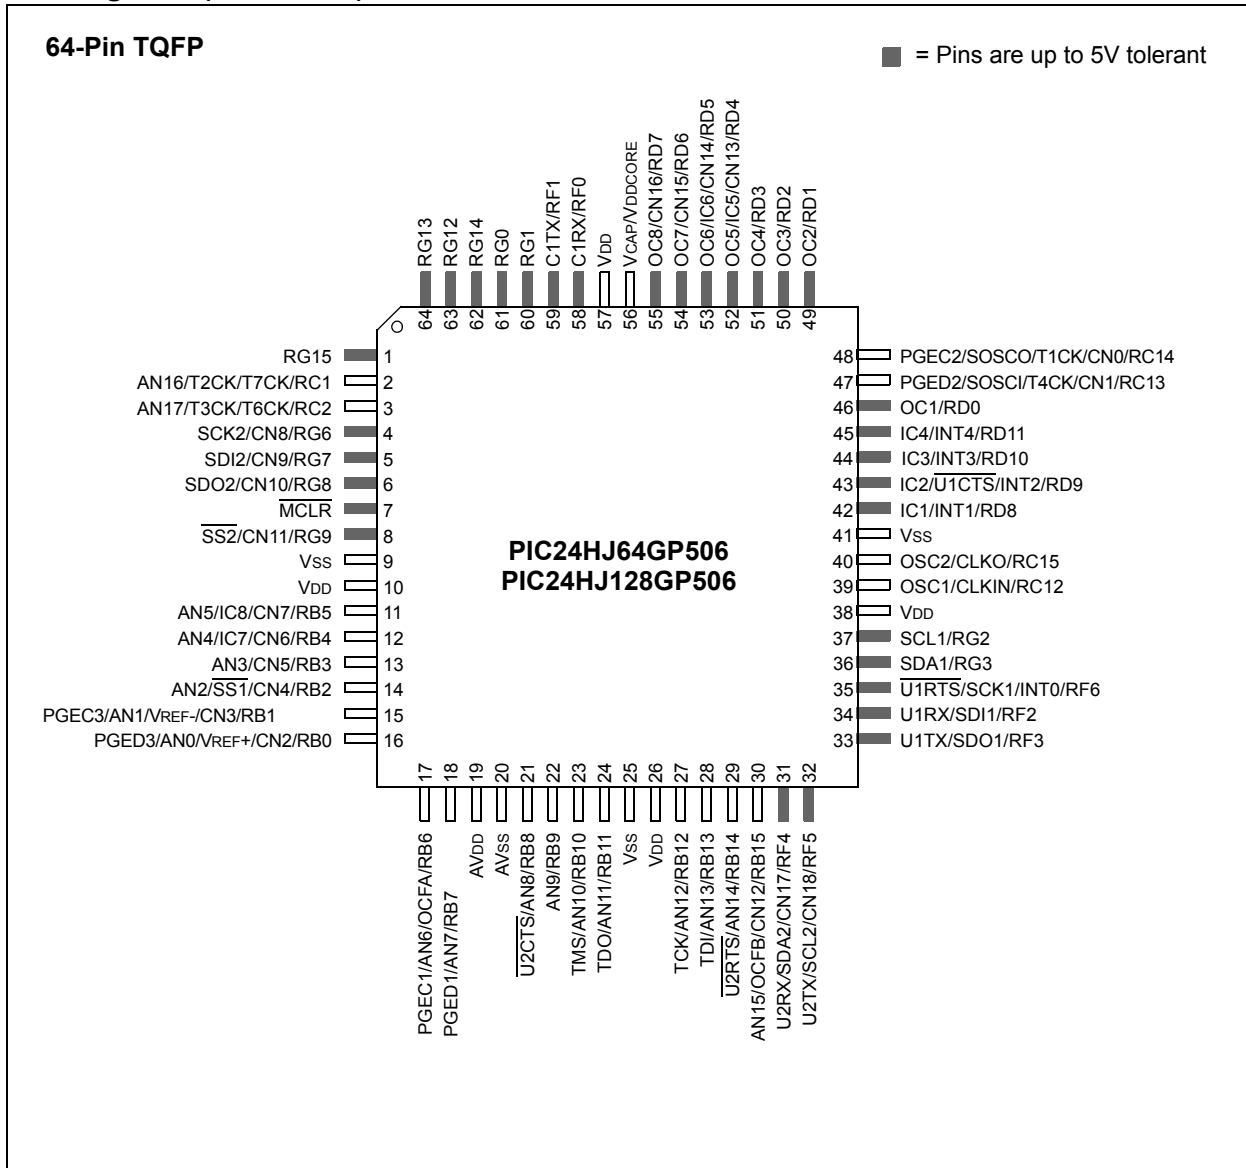 64-Pin TQFP
= Pins are up to 5V tolerant
RG13
RG12
RG14
RG0
RG1
C1TX/RF1
C1RX/RF0
VDD
VCAP/VDDCORE
OC8/CN16/RD7
OC7/CN15/RD6
OC6/IC6/CN14/RD5
OC5/IC5/CN13/RD4
OC4/RD3
OC3/RD2
OC2/RD1
64 63 62 61 60 59 58 57 56 55 54 53 52 51 50 49
RG15 1
AN16/T2CK/T7CK/RC1 2
AN17/T3CK/T6CK/RC2 3
SCK2/CN8/RG6 4
SDI2/CN9/RG7 5
SDO2/CN10/RG8 6
MCLR 7
SS2/CN11/RG9 8
VSS 9
VDD 10
AN5/IC8/CN7/RB5 11
AN4/IC7/CN6/RB4 12
AN3/CN5/RB3 13
AN2/SS1/CN4/RB2 14
PGEC3/AN1/VREF-/CN3/RB1 15
PGED3/AN0/VREF+/CN2/RB0 16
PIC24HJ64GP506
PIC24HJ128GP506
48 PGEC2/SOSCO/T1CK/CN0/RC14
47 PGED2/SOSCI/T4CK/CN1/RC13
46 OC1/RD0
45 IC4/INT4/RD11
44 IC3/INT3/RD10
43 IC2/U1CTS/INT2/RD9
42 IC1/INT1/RD8
41 VSS
40 OSC2/CLKO/RC15
39 OSC1/CLKIN/RC12
38 VDD
37 SCL1/RG2
36 SDA1/RG3
35 U1RTS/SCK1/INT0/RF6
34 U1RX/SDI1/RF2
33 U1TX/SDO1/RF3
17 18 19 20 21 22 23 24 25 26 27 28 29 30 31 32
PGEC1/AN6/OCFA/RB6
PGED1/AN7/RB7
AVDD
AVSS
U2CTS/AN8/RB8
AN9/RB9
TMS/AN10/RB10
TDO/AN11/RB11
VSS
VDD
TCK/AN12/RB12
TDI/AN13/RB13
U2RTS/AN14/RB14
AN15/OCFB/CN12/RB15
U2RX/SDA2/CN17/RF4
U2TX/SCL2/CN18/RF5